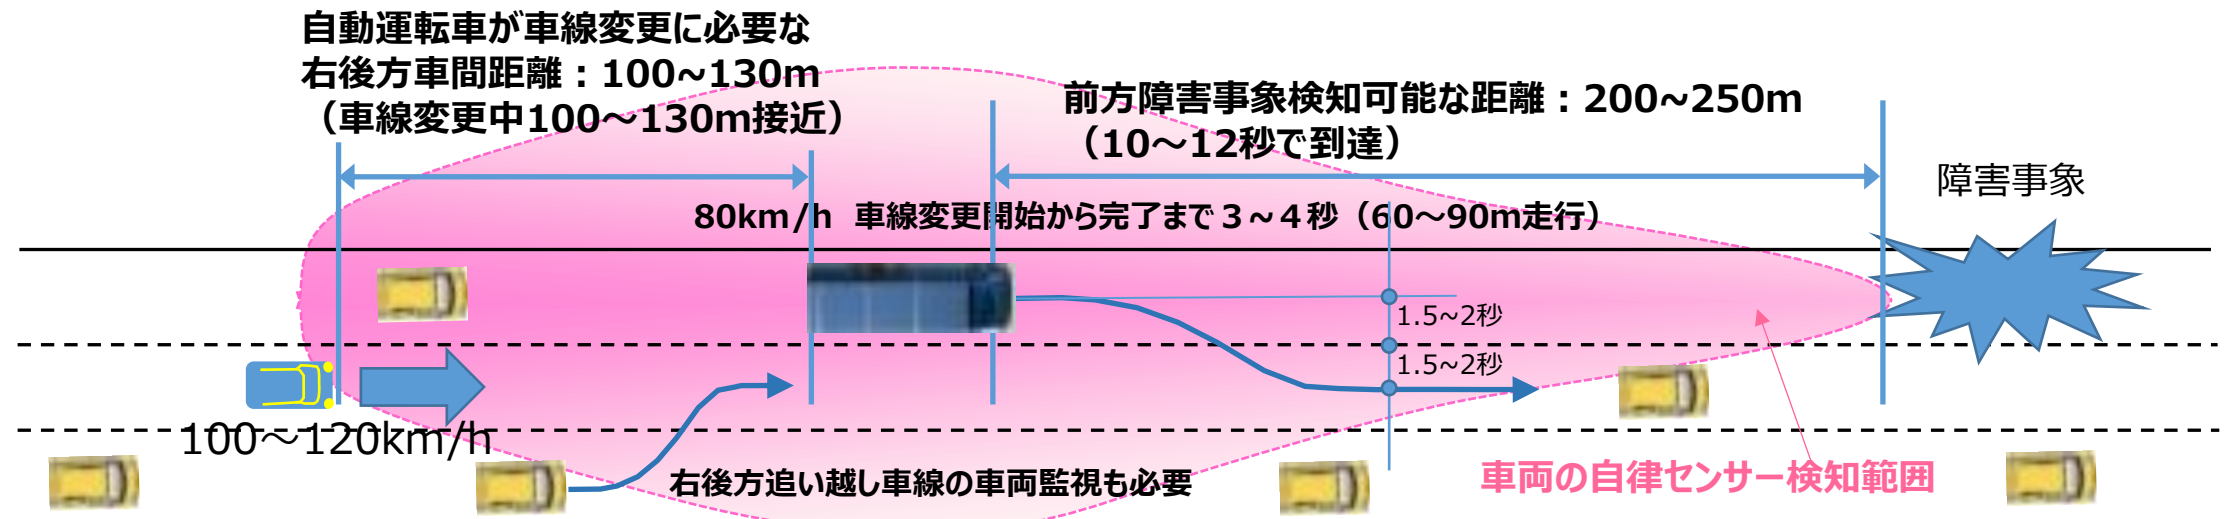 自動運転車が車線変更に必要な
右後方車間距離：100~130m
（車線変更中100～130m接近）
前方障害事象検知可能な距離：200~250m
（10～12秒で到達）
障害事象
80km/h 車線変更開始から完了まで３~４秒（60～90m走行）
1.5~2秒
1.5~2秒
100～120km/h
右後方追い越し車線の車両監視も必要
車両の自律センサー検知範囲